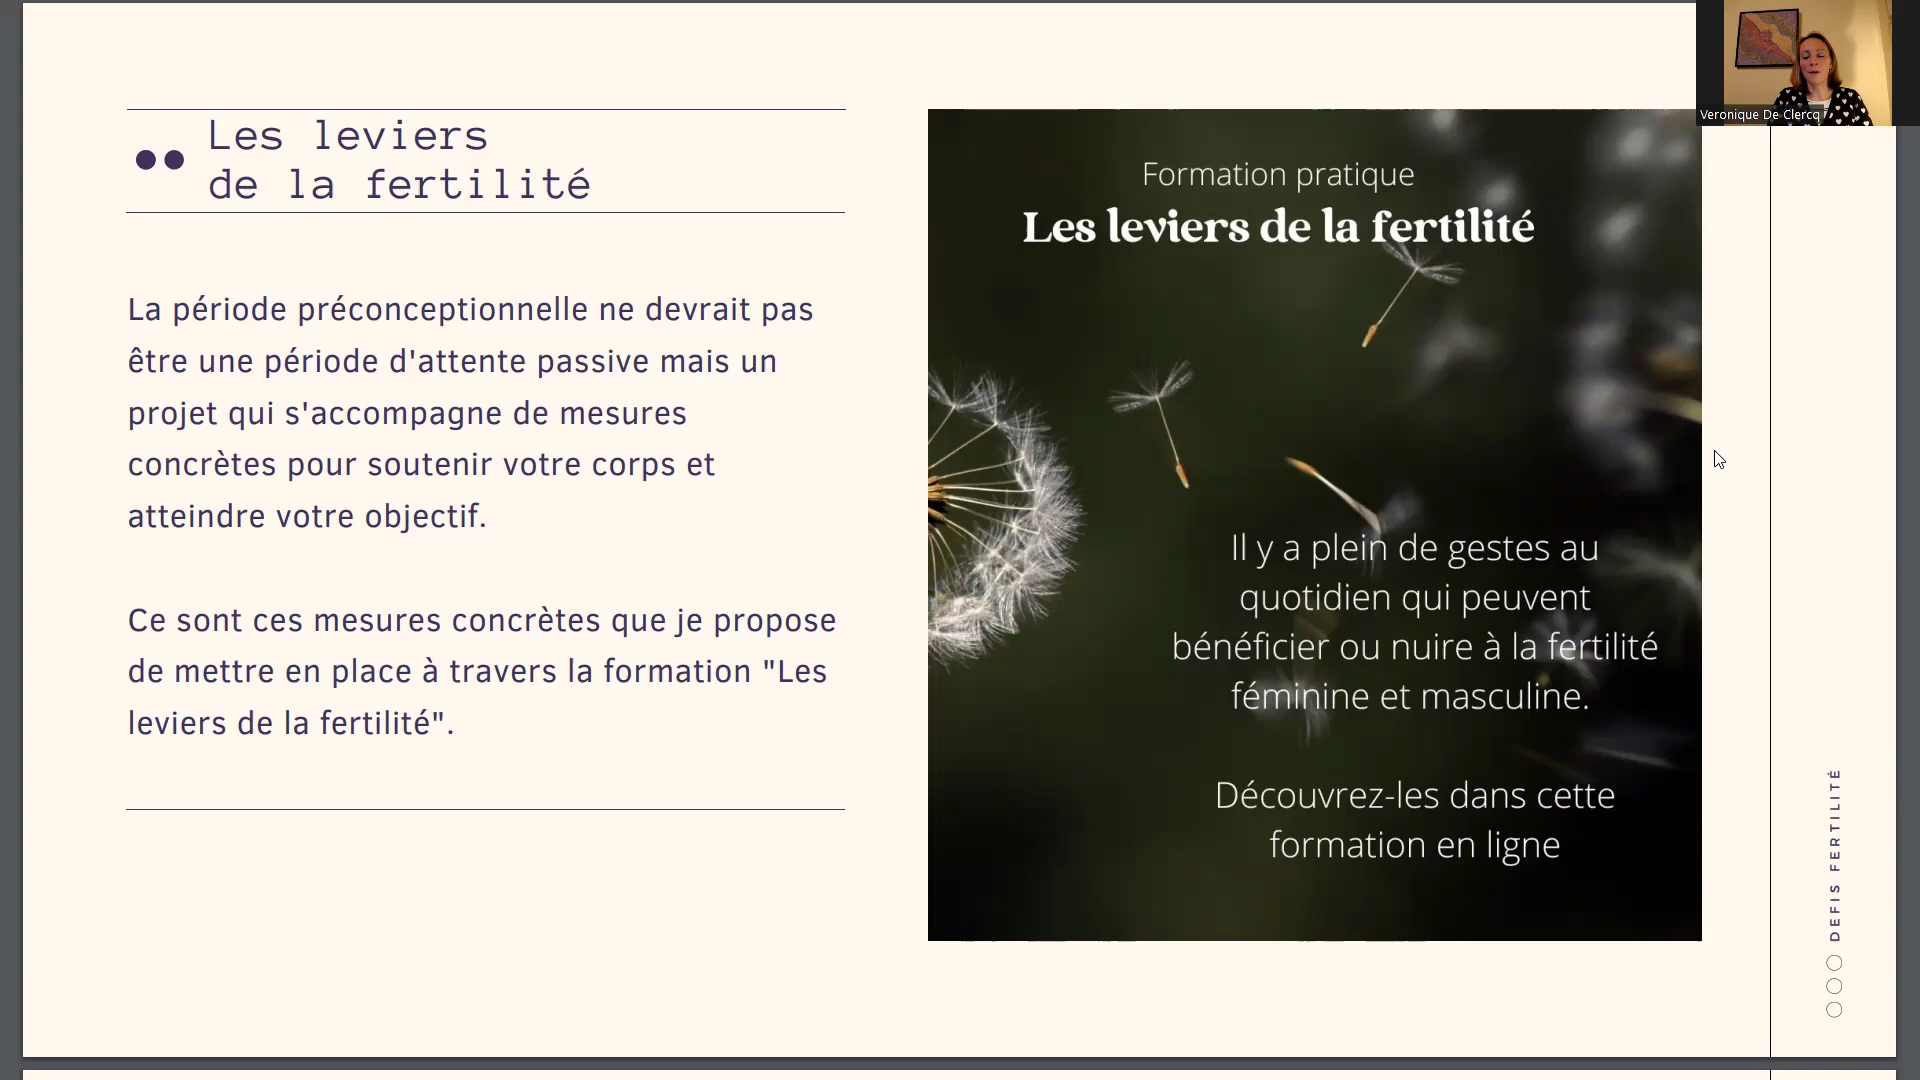 Les leviers
de la fertilité
La période préconceptionnelle ne devrait pas
être une période d'attente passive mais un
projet qui s'accompagne de mesures
concrètes pour soutenir votre corps et
atteindre votre objectif.
Ce sont ces mesures concrètes que je propose
de mettre en place à travers la formation "Les
leviers de la fertilité".
Formation pratique
Les leviers de la fertilité
Il y a plein de gestes au
quotidien qui peuvent
bénéficier ou nuire à la fertilité
féminine et masculine.
Découvrez-les dans cette
formation en ligne
Veronique De Clercq
DEFIS FERTILITÉ